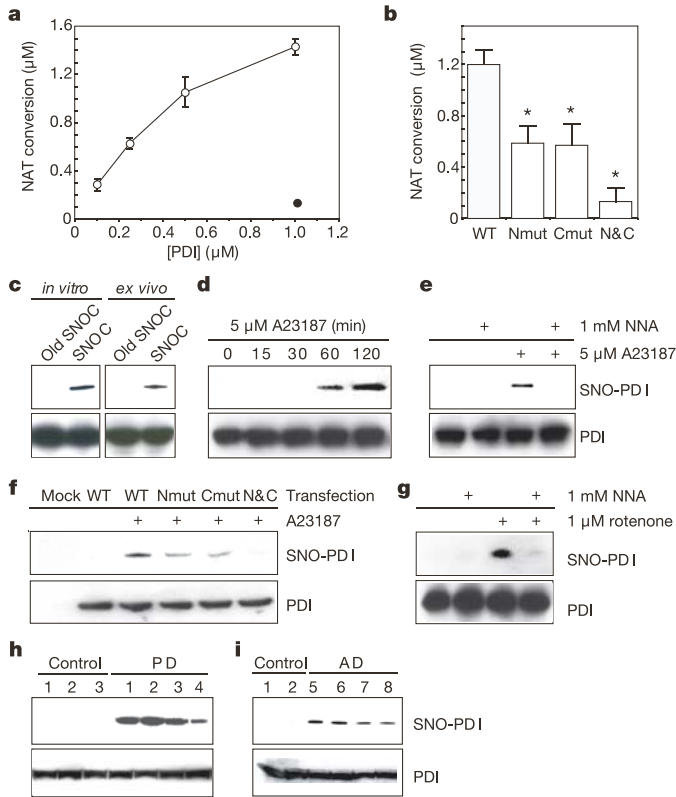 a
NAT conversion (µM)
1.6
1.2
0.8
0.4
0
0 0.2 0.4 0.6 0.8 1.0 1.2
[PDI] (µM)
b
NAT conversion (µM)
1.2
0.8
0.4
0
* * *
WT Nmut Cmut N&C
c
in vitro ex vivo
Old SNOC SNOC Old SNOC SNOC
d
5 µM A23187 (min)
0 15 30 60 120
e
+ + 1 mM NNA
+ + 5 µM A23187
SNO-PDI
PDI
f
Mock WT WT Nmut Cmut N&C Transfection
+ + + + A23187
SNO-PDI
PDI
g
+ + 1 mM NNA
+ + 1 µM rotenone
SNO-PDI
PDI
h
Control PD
1 2 3 1 2 3 4
i
Control AD
1 2 5 6 7 8
SNO-PDI
PDI